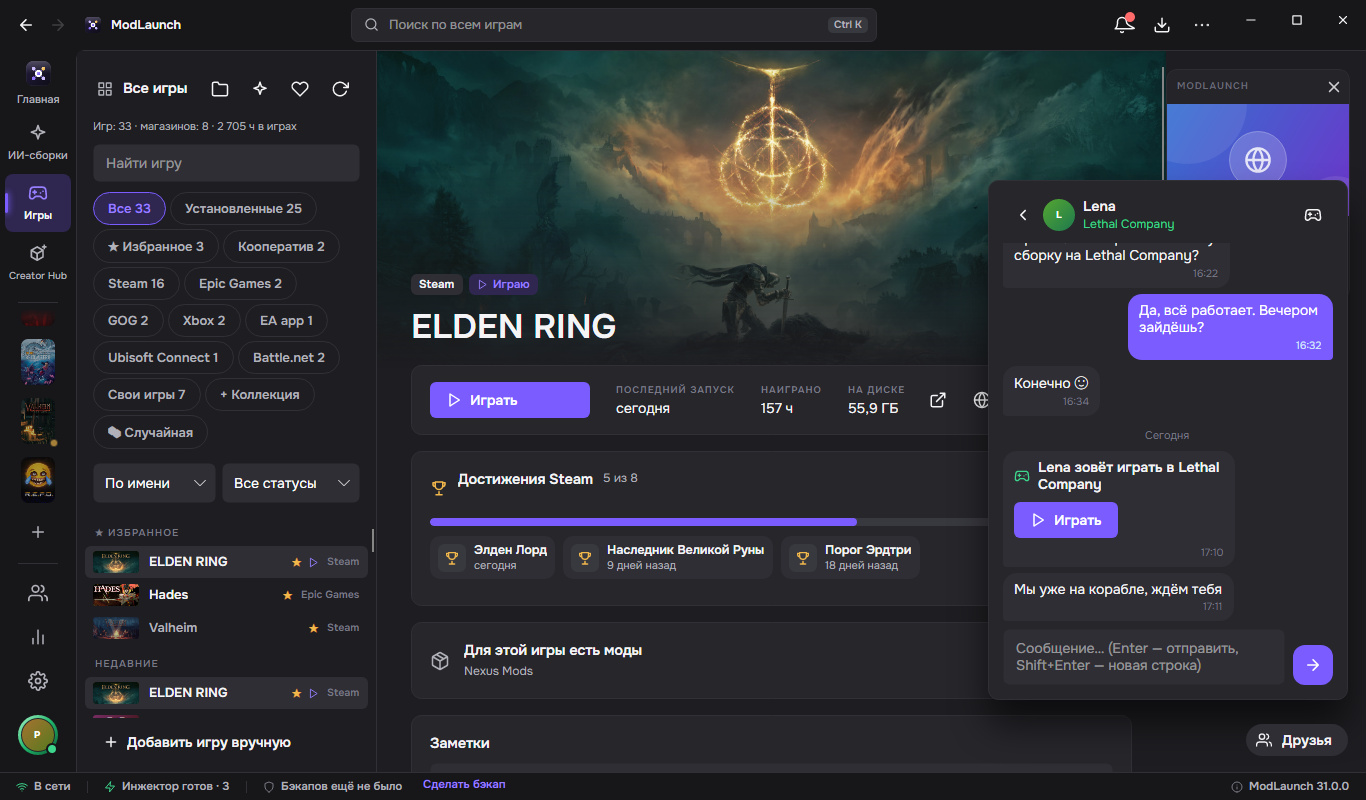 ModLaunch
Поиск по всем играм
Ctrl K
Главная
ИИ-сборки
Игры
Creator Hub
Все игры
Игр: 33 · магазинов: 8 · 2 705 ч в играх
Найти игру
Все 33
Установленные 25
★ Избранное 3
Кооператив 2
Steam 16
Epic Games 2
GOG 2
Xbox 2
EA app 1
Ubisoft Connect 1
Battle.net 2
Свои игры 7
+ Коллекция
Случайная
По имени
Все статусы
★ ИЗБРАННОЕ
ELDEN RING
Steam
Hades
Epic Games
Valheim
Steam
НЕДАВНИЕ
ELDEN RING
Steam
Добавить игру вручную
Steam
Играю
ELDEN RING
Играть
ПОСЛЕДНИЙ ЗАПУСК
сегодня
НАИГРАНО
157 ч
НА ДИСКЕ
55,9 ГБ
Достижения Steam
5 из 8
Элден Лорд
сегодня
Наследник Великой Руны
9 дней назад
Порог Эрдтри
18 дней назад
Для этой игры есть моды
Nexus Mods
Заметки
MODLAUNCH
L
Lena
Lethal Company
сборку на Lethal Company?
16:22
Да, всё работает. Вечером
зайдёшь?
16:32
Конечно
16:34
Сегодня
Lena зовёт играть в Lethal
Company
Играть
17:10
Мы уже на корабле, ждём тебя
17:11
Сообщение... (Enter — отправить,
Shift+Enter — новая строка)
Друзья
P
В сети
Инжектор готов · 3
Бэкапов ещё не было
Сделать бэкап
ModLaunch 31.0.0